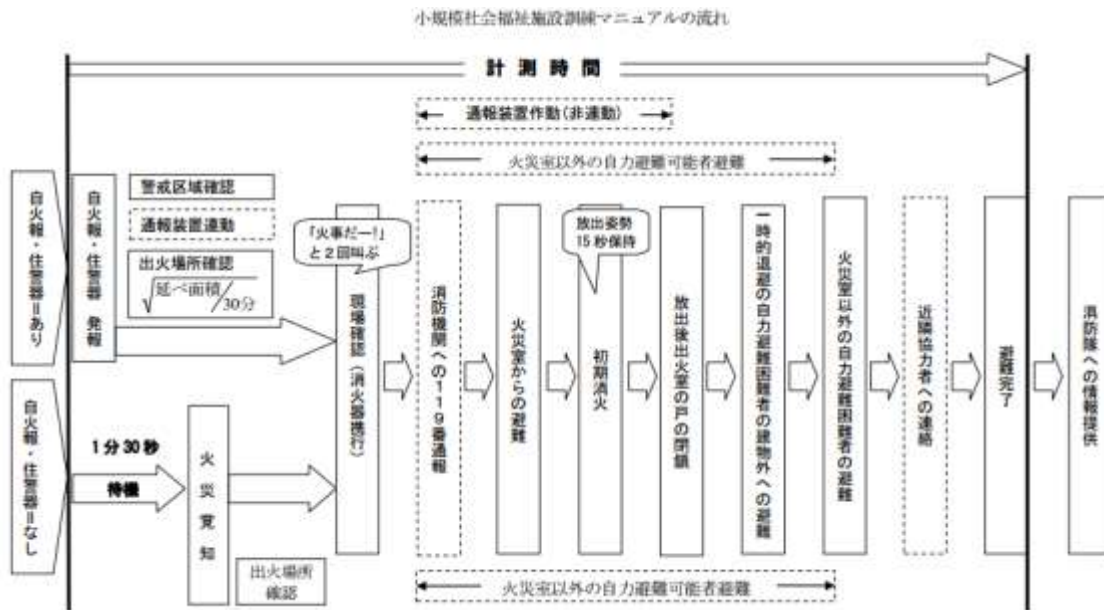 小規模社会福祉施設訓練マニュアルの流れ
計測時間
通報装置作動(非連動)
火災室以外の自力避難可能者避難
自火報・住警器＝あり
自火報・住警器 発報
警戒区域確認
通報装置連動
出火場所確認
√延べ面積/30分
「火事だー!」
と２回叫ぶ
現場確認（消火器携行）
消防機関への１１９番通報
火災室からの避難
放出姿勢
15秒保持
初期消火
放出後出火室の戸の閉鎖
一時的退避の自力避難困難者の建物外への避難
火災室以外の自力避難困難者の避難
近隣協力者への連絡
避難完了
消防隊への情報提供
自火報・住警器＝なし
1分30秒
待機
火災覚知
出火場所
確認
火災室以外の自力避難可能者避難